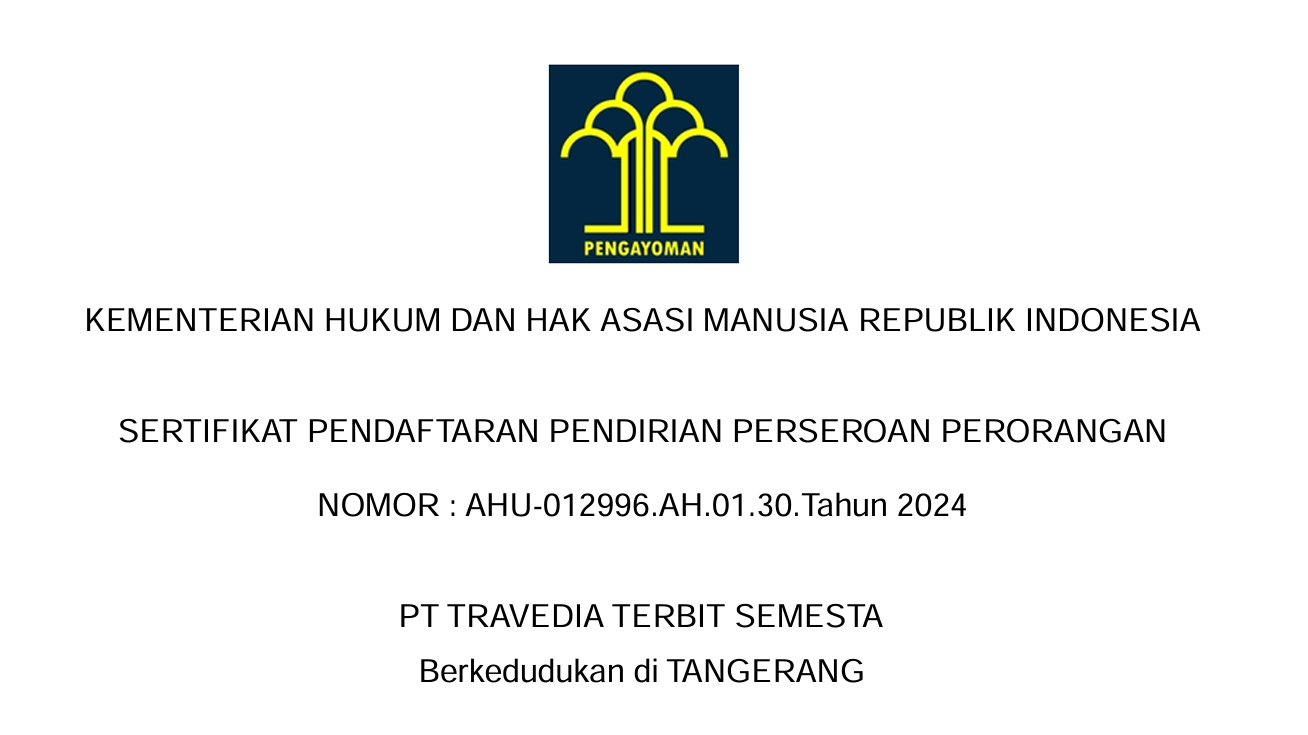 PENGAYOMAN
KEMENTERIAN HUKUM DAN HAK ASASI MANUSIA REPUBLIK INDONESIA
SERTIFIKAT PENDAFTARAN PENDIRIAN PERSEROAN PERORANGAN
NOMOR : AHU-012996.AH.01.30.Tahun 2024
PT TRAVEDIA TERBIT SEMESTA
Berkedudukan di TANGERANG